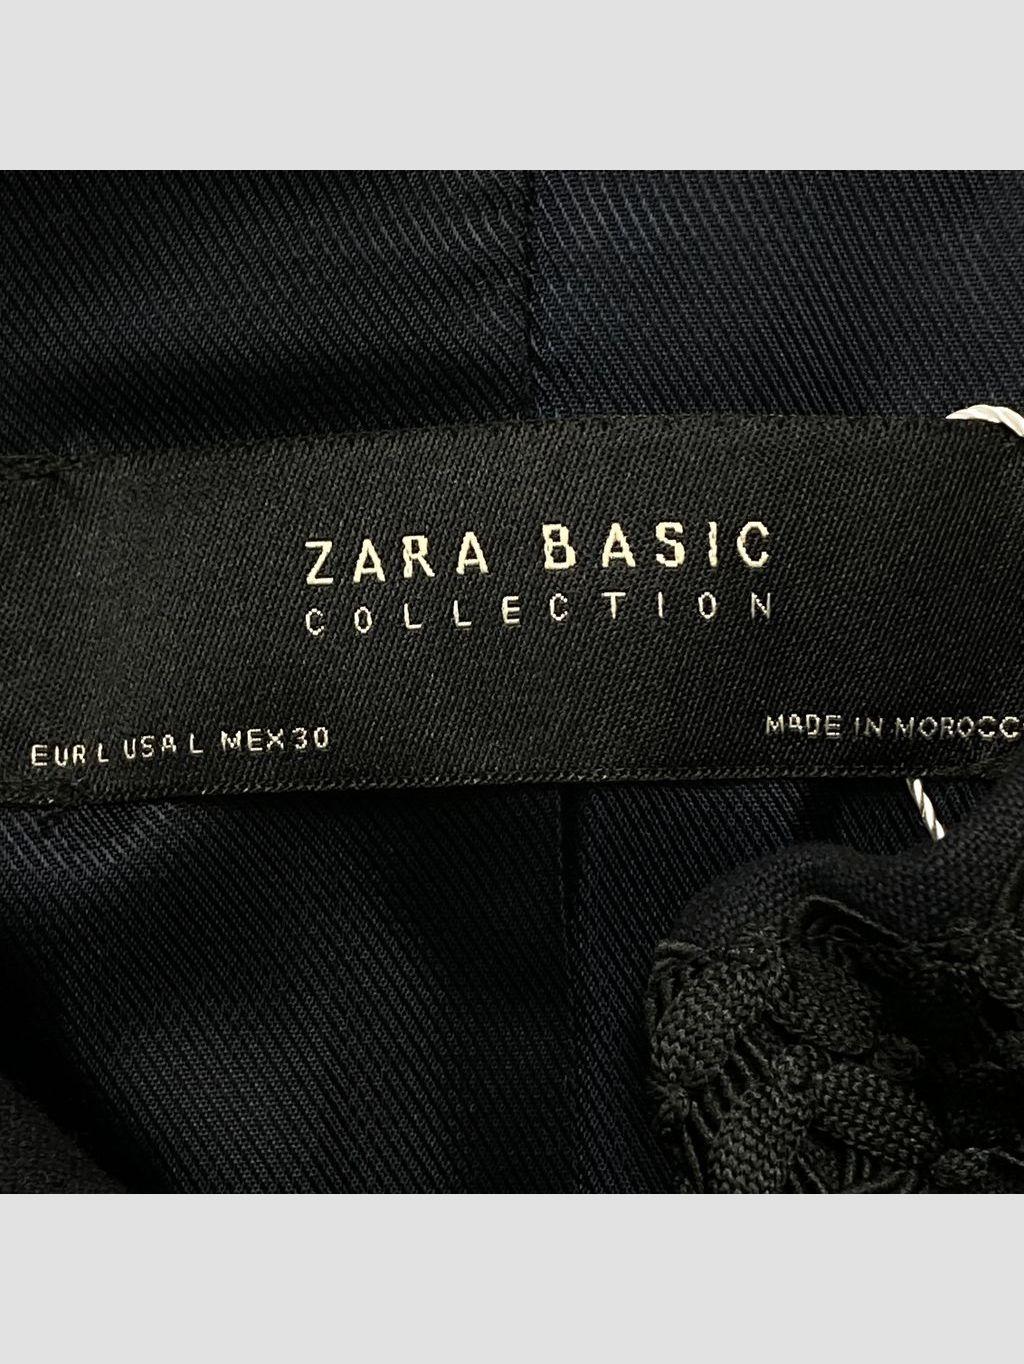 ZARA BASIC
COLLECTION
EUR L USA L MEX 30
MADE IN MOROCC